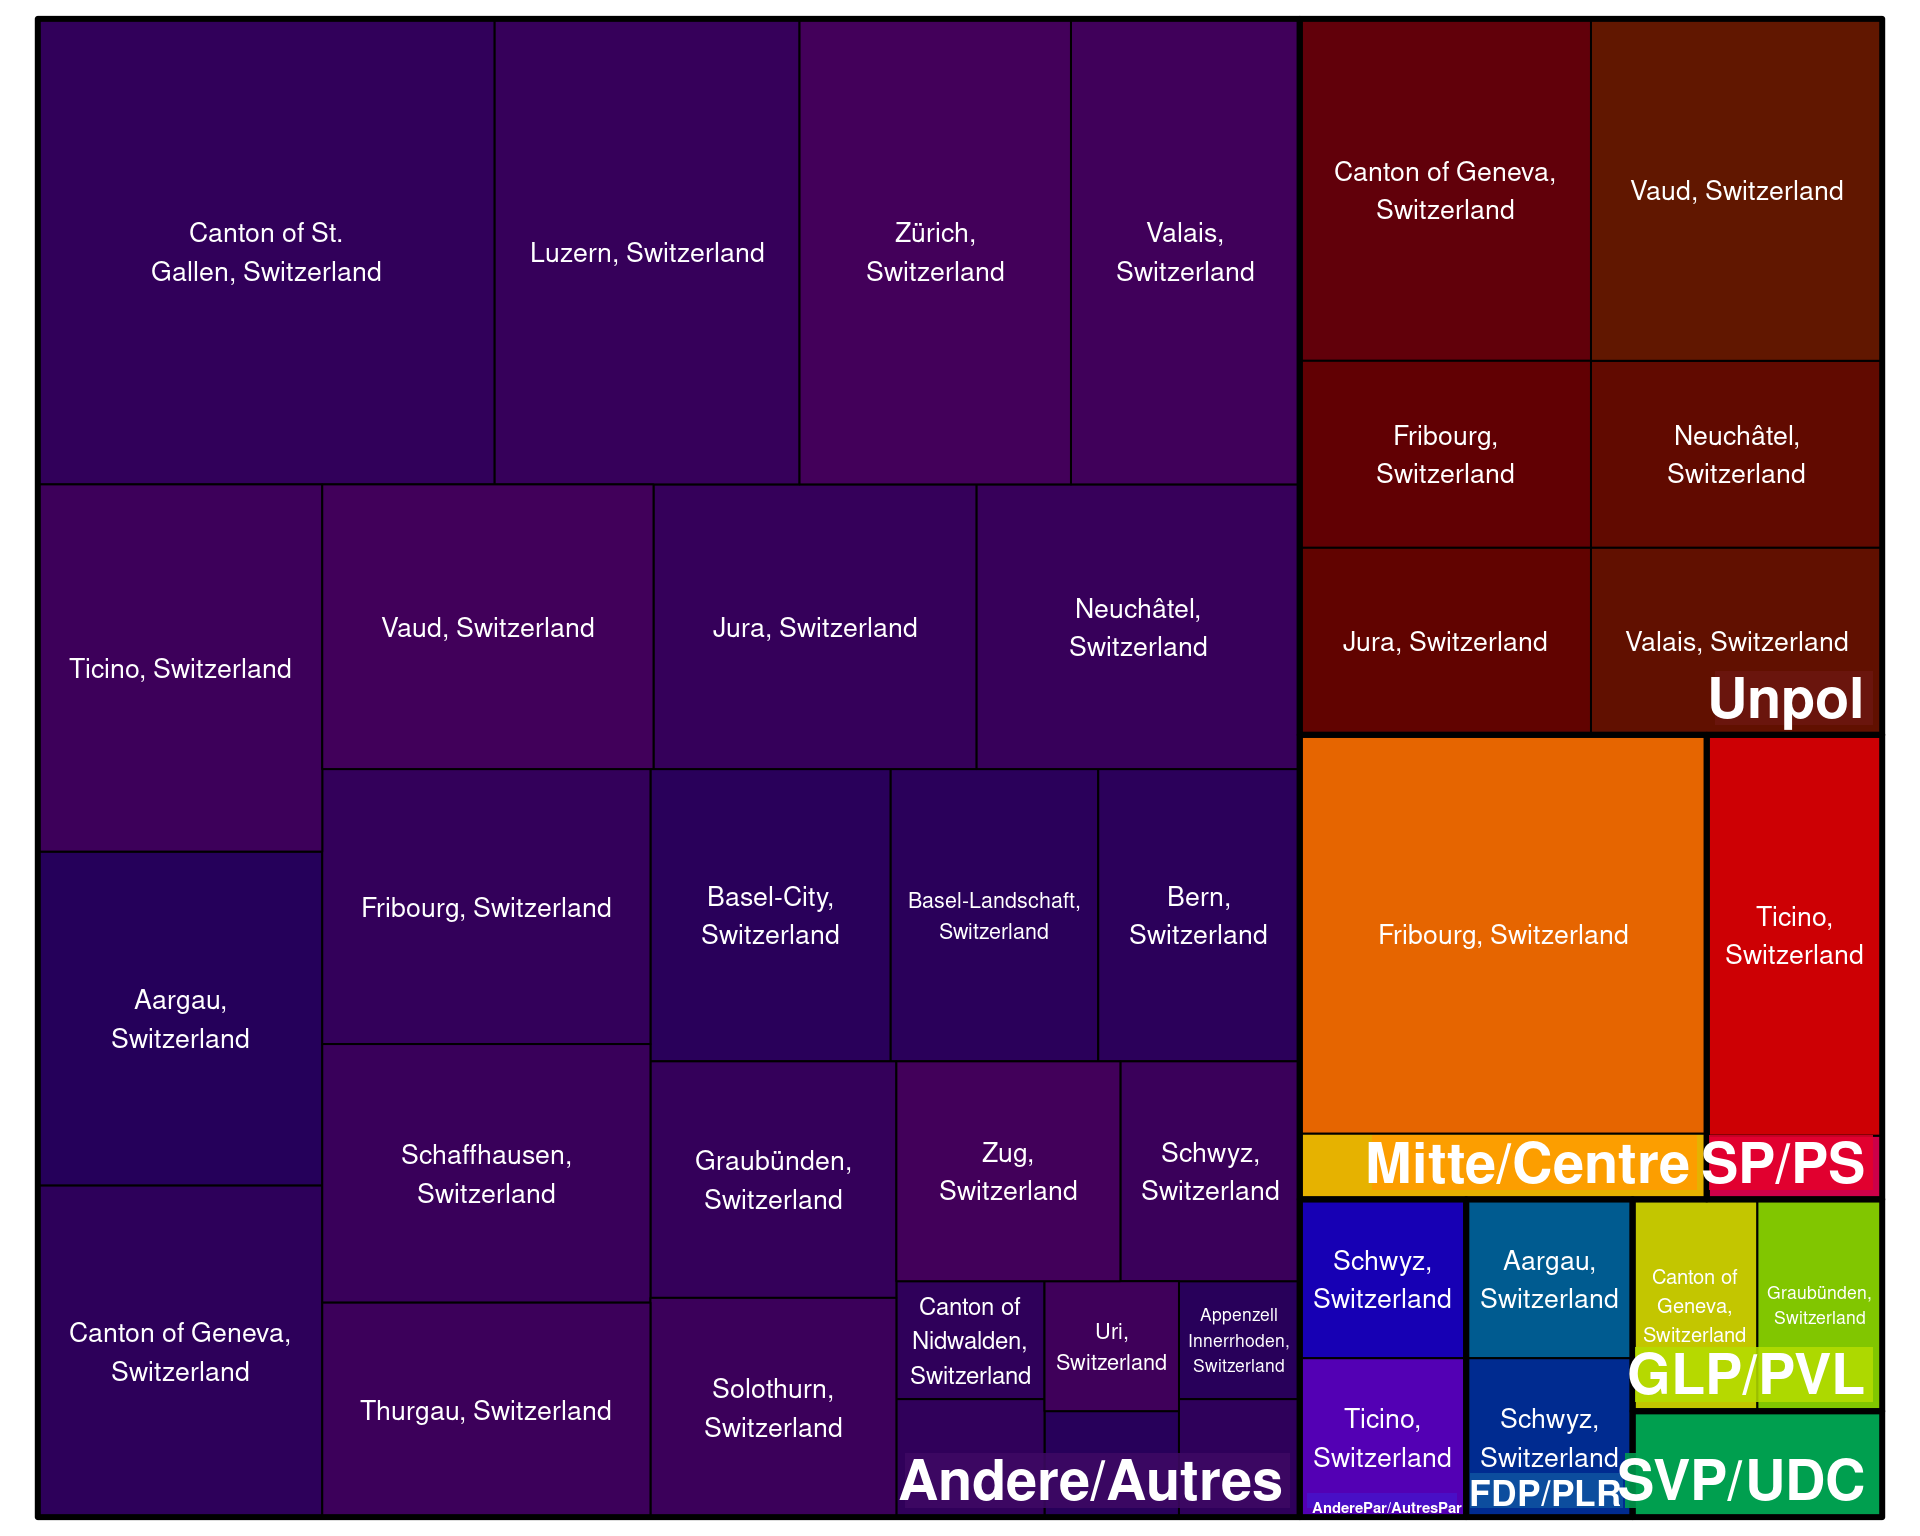 Canton of St.
Gallen, Switzerland
Luzern, Switzerland
Zürich,
Switzerland
Valais,
Switzerland
Ticino, Switzerland
Vaud, Switzerland
Jura, Switzerland
Neuchâtel,
Switzerland
Aargau,
Switzerland
Fribourg, Switzerland
Basel-City,
Switzerland
Basel-Landschaft,
Switzerland
Bern,
Switzerland
Canton of Geneva,
Switzerland
Schaffhausen,
Switzerland
Thurgau, Switzerland
Graubünden,
Switzerland
Solothurn,
Switzerland
Zug,
Switzerland
Schwyz,
Switzerland
Canton of
Nidwalden,
Switzerland
Uri,
Switzerland
Appenzell
Innerrhoden,
Switzerland
Andere/Autres
Canton of Geneva,
Switzerland
Vaud, Switzerland
Fribourg,
Switzerland
Neuchâtel,
Switzerland
Jura, Switzerland
Valais, Switzerland
Unpol
Fribourg, Switzerland
Mitte/Centre
Ticino,
Switzerland
SP/PS
Schwyz,
Switzerland
Ticino,
Switzerland
AnderePar/AutresPar
Aargau,
Switzerland
Schwyz,
Switzerland
FDP/PLR
Canton of
Geneva,
Switzerland
Graubünden,
Switzerland
GLP/PVL
SVP/UDC